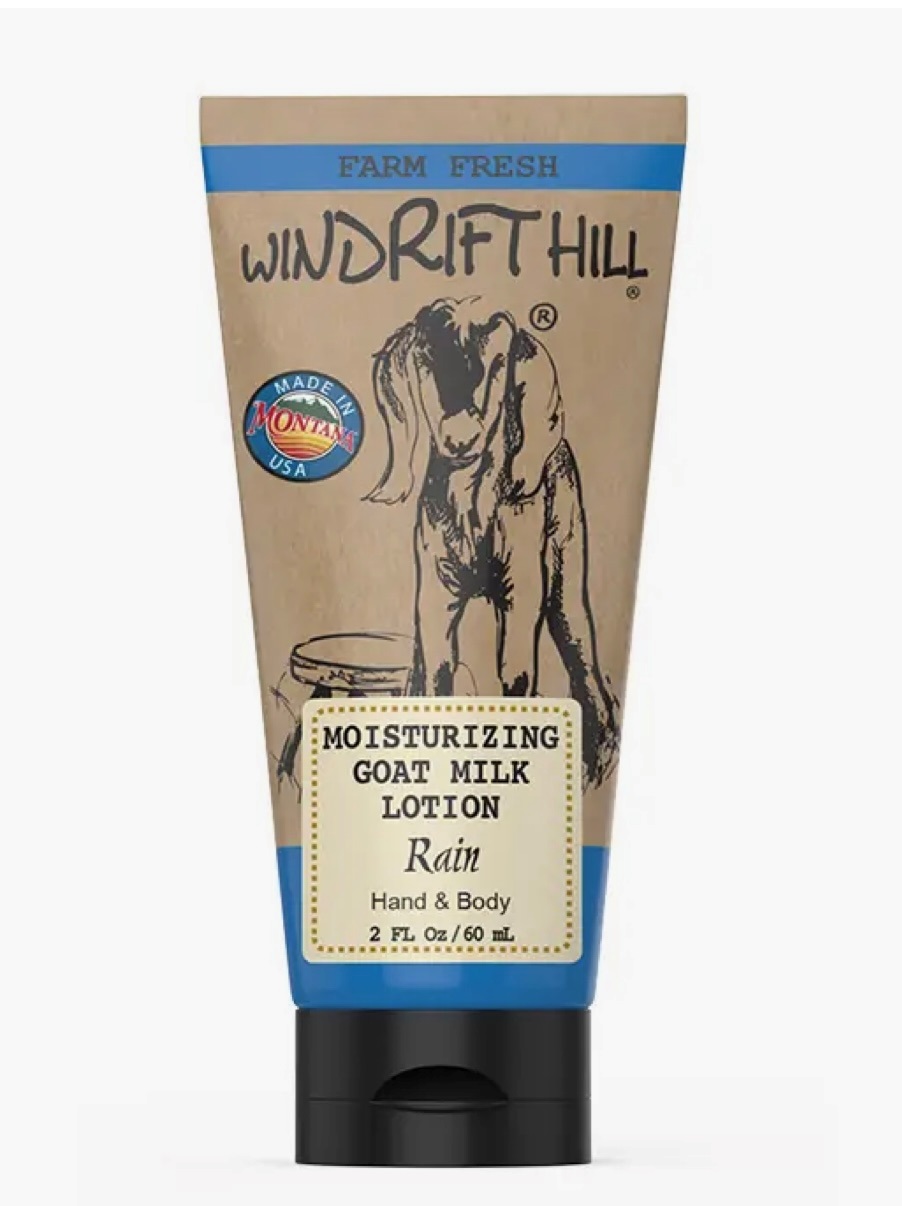 FARM FRESH
WINDRIFT HILL
®
®
MADE IN
MONTANA
USA
MOISTURIZING
GOAT MILK
LOTION
Rain
Hand & Body
2 FL Oz/60 mL